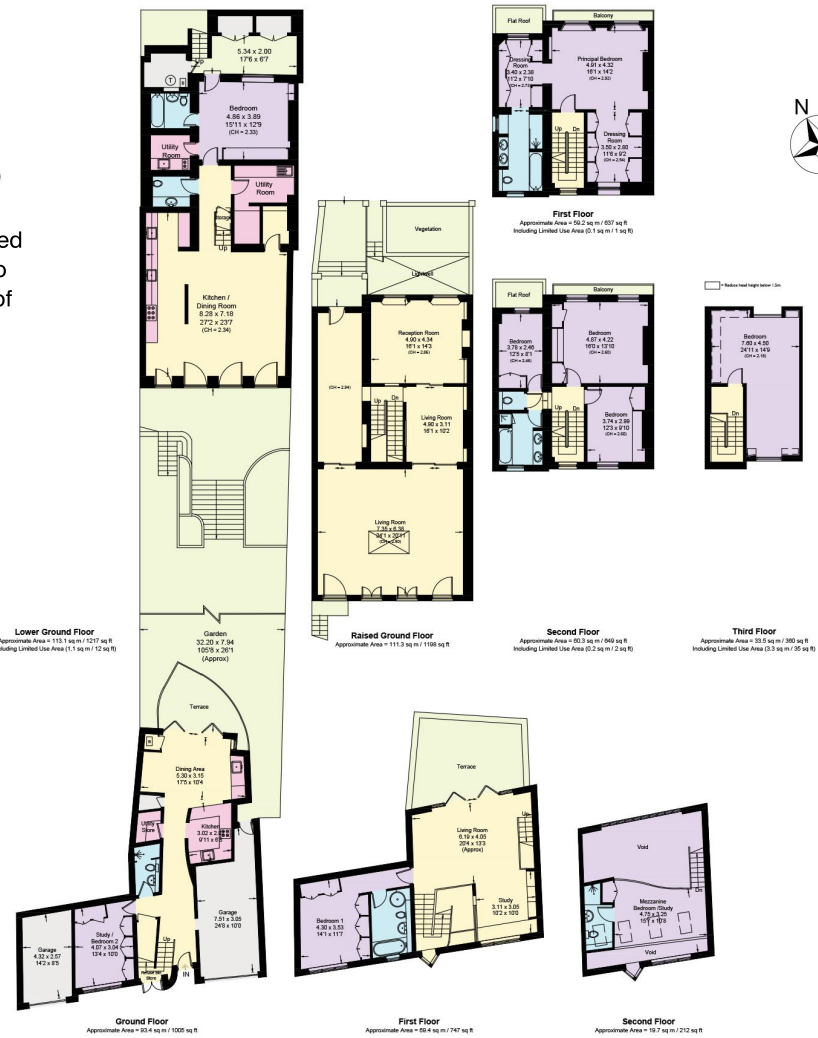 ed
o
of
N
5.34 x 2.00
17'6 x 6'7
Up
T
Bedroom
4.86 x 3.89
15'11 x 12'9
(CH = 2.33)
Utility
Room
Utility
Room
Storage
Up
Kitchen /
Dining Room
8.28 x 7.18
27'2 x 23'7
(CH = 2.34)
Lower Ground Floor
Approximate Area = 113.1 sq m / 1217 sq ft
Including Limited Use Area (1.1 sq m / 12 sq ft)
Garden
32.20 x 7.94
105'8 x 26'1
(Approx)
Vegetation
Lightwell
Reception Room
4.90 x 4.34
16'1 x 14'3
(CH = 2.94)
Up
Dn
Living Room
4.90 x 3.11
16'1 x 10'2
Living Room
7.35 x 6.38
24'1 x 20'11
Raised Ground Floor
Approximate Area = 111.3 sq m / 1198 sq ft
Flat Roof
Balcony
Dressing
Room
3.40 x 2.38
11'2 x 7'10
Principal Bedroom
4.91 x 4.32
16'1 x 14'2
(CH = 2.92)
Up
Dn
Dressing
Room
3.50 x 2.80
11'6 x 9'2
(CH = 2.94)
First Floor
Approximate Area = 59.2 sq m / 637 sq ft
Including Limited Use Area (0.1 sq m / 1 sq ft)
Flat Roof
Balcony
Bedroom
3.78 x 2.46
12'5 x 8'1
Bedroom
4.87 x 4.22
16'0 x 13'10
(CH = 2.60)
Up
Dn
Bedroom
3.74 x 2.99
12'3 x 9'10
(CH = 2.60)
Second Floor
Approximate Area = 60.3 sq m / 649 sq ft
Including Limited Use Area (0.2 sq m / 2 sq ft)
= Reduce head height below 1.5m
Bedroom
7.60 x 4.50
24'11 x 14'9
(CH = 2.18)
Dn
Third Floor
Approximate Area = 33.5 sq m / 360 sq ft
Including Limited Use Area (3.3 sq m / 35 sq ft)
Terrace
Dining Area
5.30 x 3.15
17'5 x 10'4
Utility
Store
Kitchen
9'11 x
Garage
7.51 x 3.05
24'8 x 10'0
Garage
4.32 x 2.57
14'2 x 8'5
Study /
Bedroom 2
4.07 x 3.04
13'4 x 10'0
Up
Store
IN
Ground Floor
Approximate Area = 93.4 sq m / 1005 sq ft
Terrace
Living Room
6.19 x 4.05
20'4 x 13'3
(Approx)
Up
Study
3.11 x 3.05
10'2 x 10'0
Bedroom 1
4.30 x 3.53
14'1 x 11'7
First Floor
Approximate Area = 69.4 sq m / 747 sq ft
Void
Dn
Mezzanine
Bedroom /Study
4.75 x 3.25
Void
Second Floor
Approximate Area = 19.7 sq m / 212 sq ft